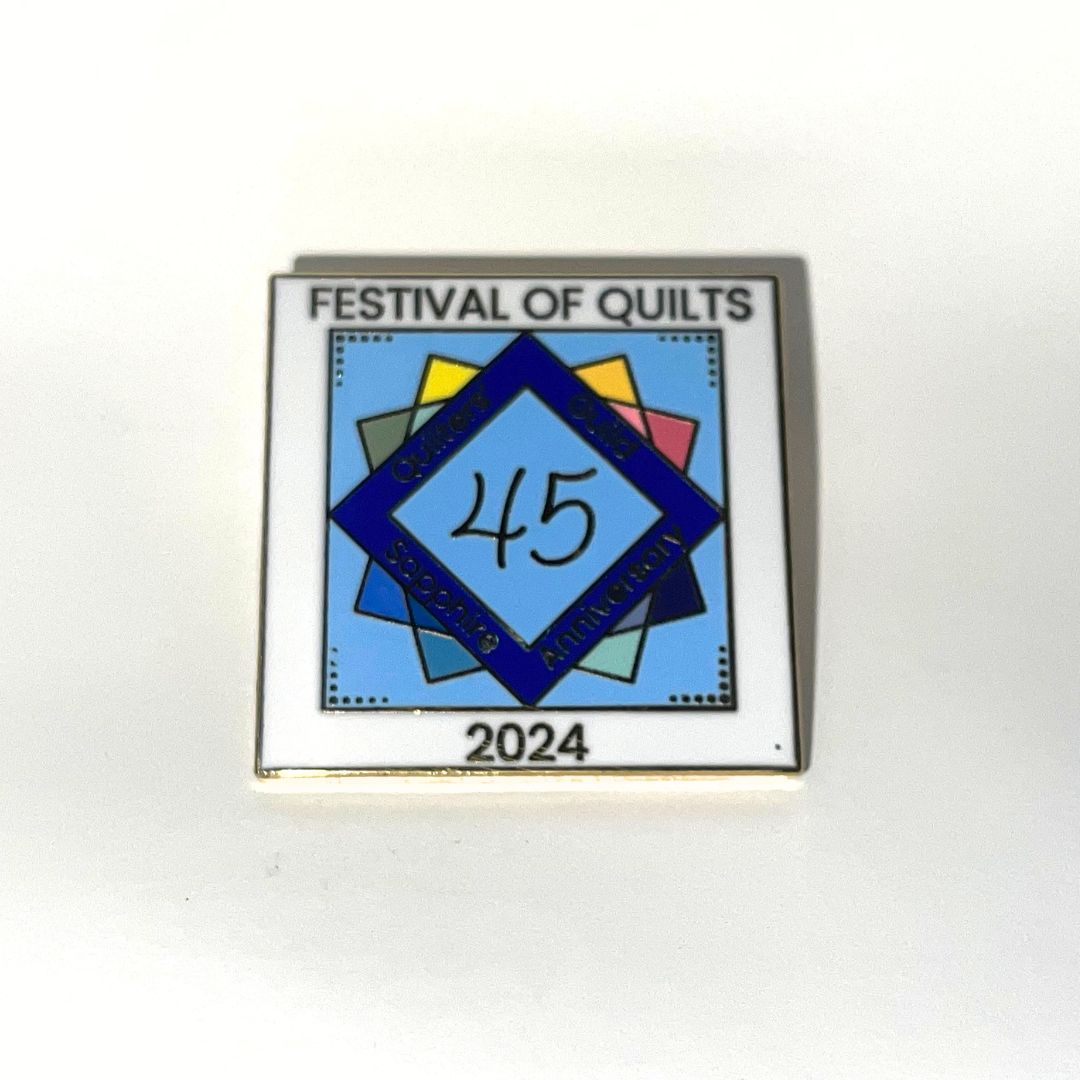 FESTIVAL OF QUILTS
Quilters'
Guild
45
Sapphire
Anniversary
2024